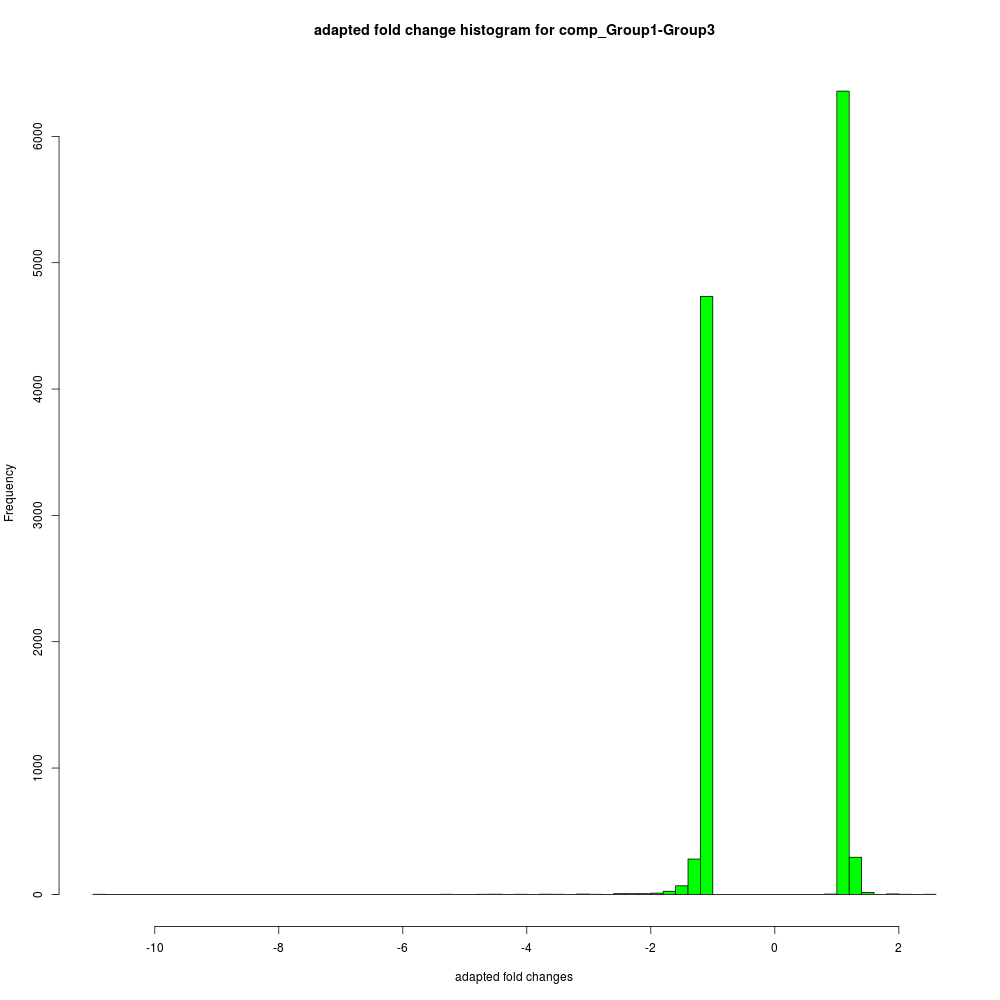 adapted fold change histogram for comp_Group1-Group3
6000
5000
4000
3000
2000
1000
0
Frequency
-10 -8 -6 -4 -2 0 2
adapted fold changes